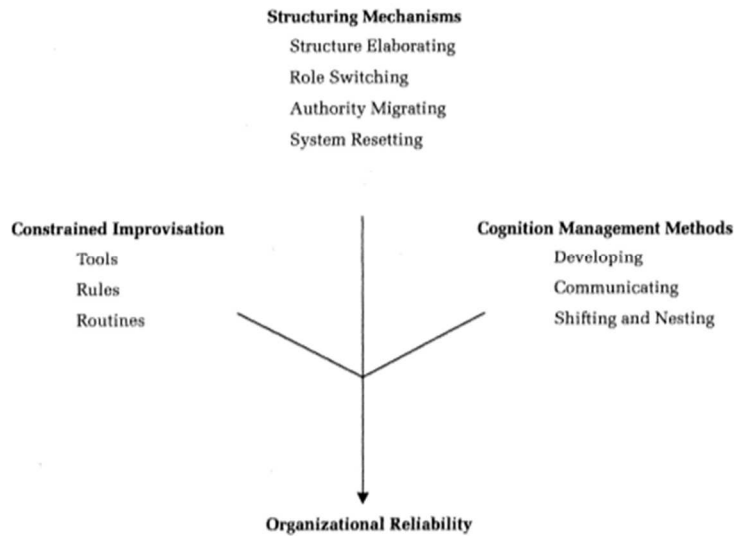 Structuring Mechanisms
Structure Elaborating
Role Switching
Authority Migrating
System Resetting
Constrained Improvisation
Tools
Rules
Routines
Cognition Management Methods
Developing
Communicating
Shifting and Nesting
Organizational Reliability